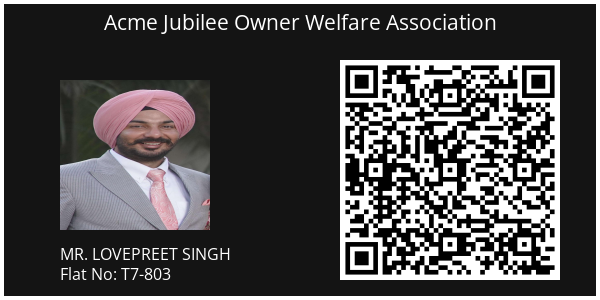 Acme Jubilee Owner Welfare Association
MR. LOVEPREET SINGH
Flat No: T7-803